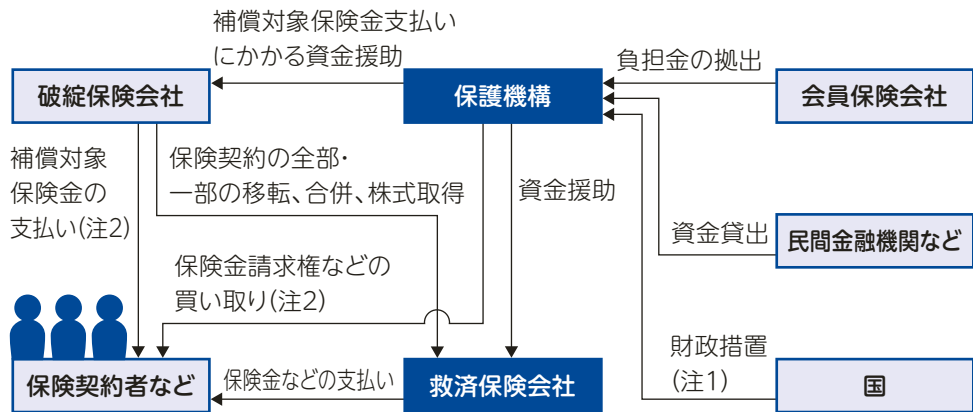 補償対象保険金支払い
にかかる資金援助
負担金の拠出
破綻保険会社
保護機構
会員保険会社
補償対象
保険金の
支払い(注2)
保険契約の全部・
一部の移転、合併、株式取得
資金援助
資金貸出
民間金融機関など
保険金請求権などの
買い取り(注2)
財政措置
(注1)
保険契約者など
保険金などの支払い
救済保険会社
国